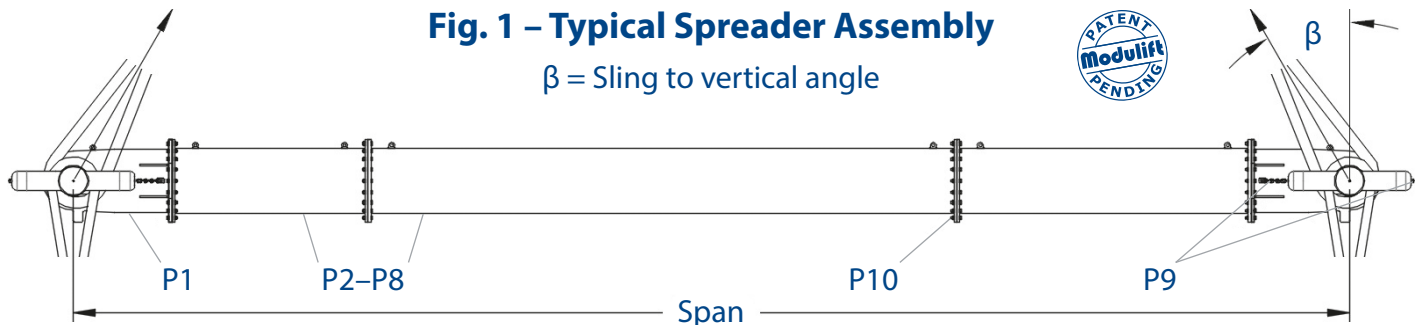 Fig. 1 – Typical Spreader Assembly
β = Sling to vertical angle
PATENT
Modulift
PENDING
β
P1
P2–P8
P10
P9
Span